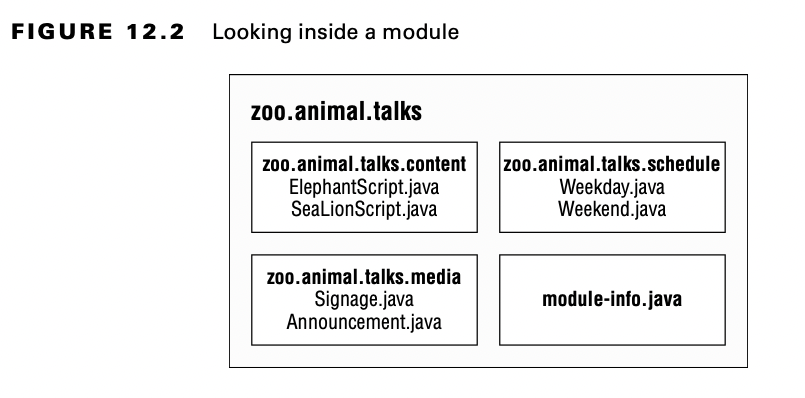 FIGURE 12.2 Looking inside a module
zoo.animal.talks
zoo.animal.talks.content
ElephantScript.java
SeaLionScript.java
zoo.animal.talks.schedule
Weekday.java
Weekend.java
zoo.animal.talks.media
Signage.java
Announcement.java
module-info.java